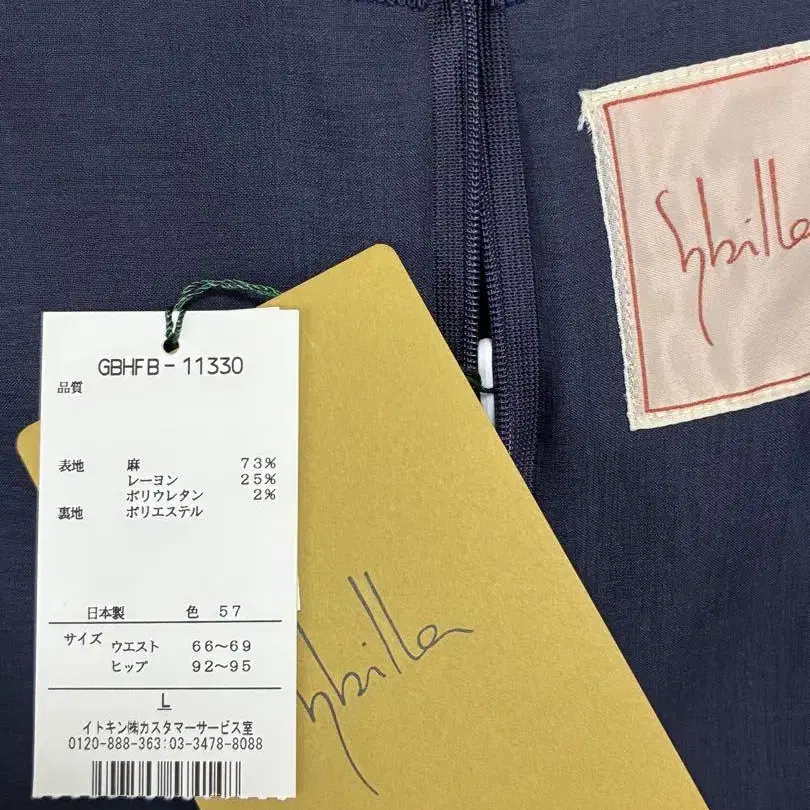 GBHFB-11330
品質
表地 麻 73%
レーヨン 25%
ポリウレタン 2%
裏地 ポリエステル
日本製 色 57
サイズ ウエスト 66〜69
ヒップ 92〜95
L
イトキン㈱カスタマーサービス室
0120-888-363:03-3478-8088
Sybilla
Sybilla